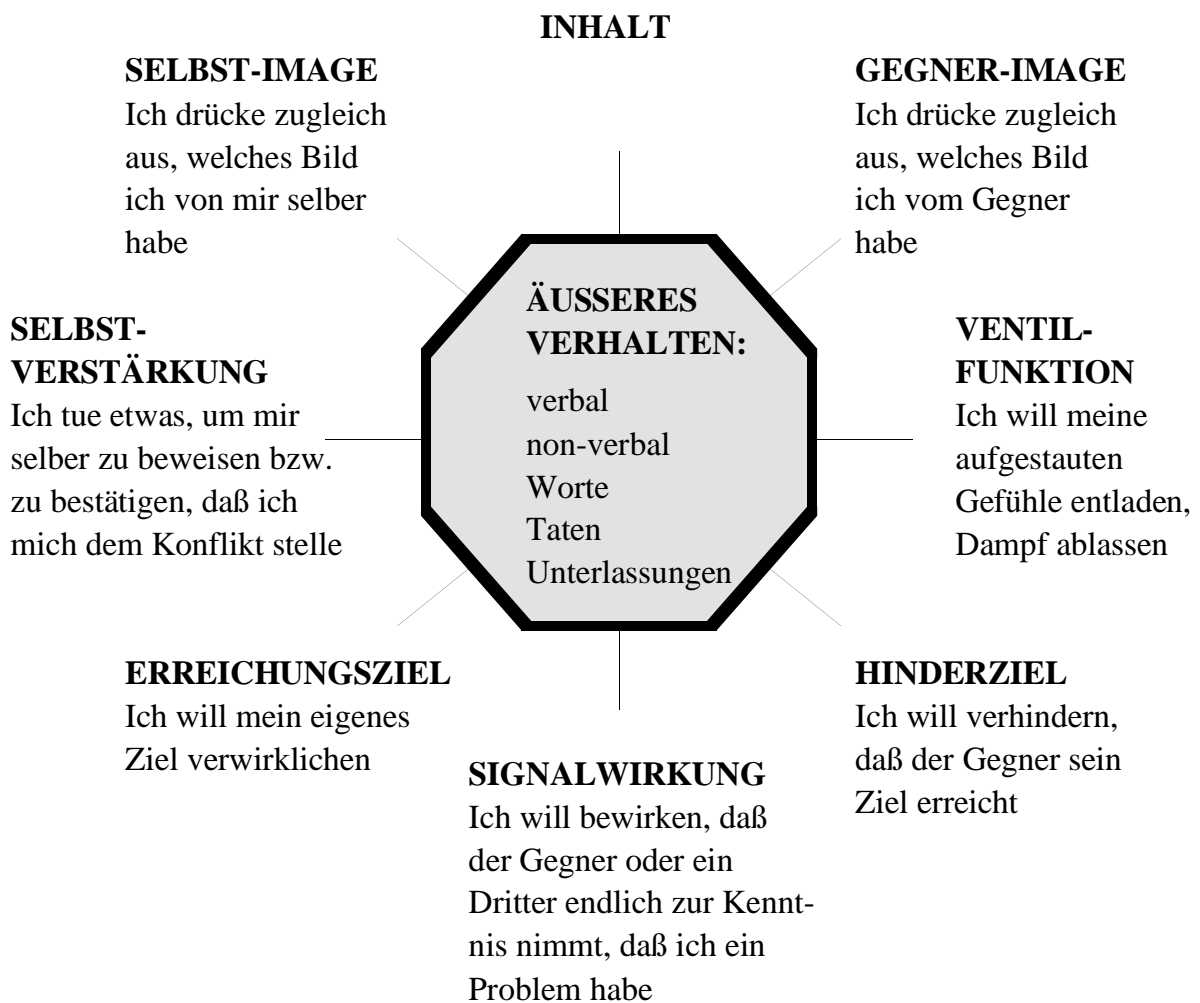 INHALT
SELBST-IMAGE
Ich drücke zugleich
aus, welches Bild
ich von mir selber
habe
GEGNER-IMAGE
Ich drücke zugleich
aus, welches Bild
ich vom Gegner
habe
SELBST-
VERSTÄRKUNG
Ich tue etwas, um mir
selber zu beweisen bzw.
zu bestätigen, daß ich
mich dem Konflikt stelle
ÄUSSERES
VERHALTEN:
verbal
non-verbal
Worte
Taten
Unterlassungen
VENTIL-
FUNKTION
Ich will meine
aufgestauten
Gefühle entladen,
Dampf ablassen
ERREICHUNGSZIEL
Ich will mein eigenes
Ziel verwirklichen
SIGNALWIRKUNG
Ich will bewirken, daß
der Gegner oder ein
Dritter endlich zur Kennt-
nis nimmt, daß ich ein
Problem habe
HINDERZIEL
Ich will verhindern,
daß der Gegner sein
Ziel erreicht